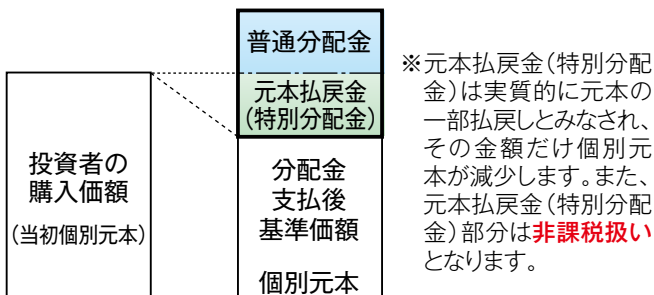 普通分配金
元本払戻金
(特別分配金)
投資者の
購入価額
(当初個別元本)
分配金
支払後
基準価額
個別元本
※元本払戻金(特別分配
金)は実質的に元本の
一部払戻しとみなされ、
その金額だけ個別元
本が減少します。また、
元本払戻金(特別分配
金)部分は非課税扱い
となります。